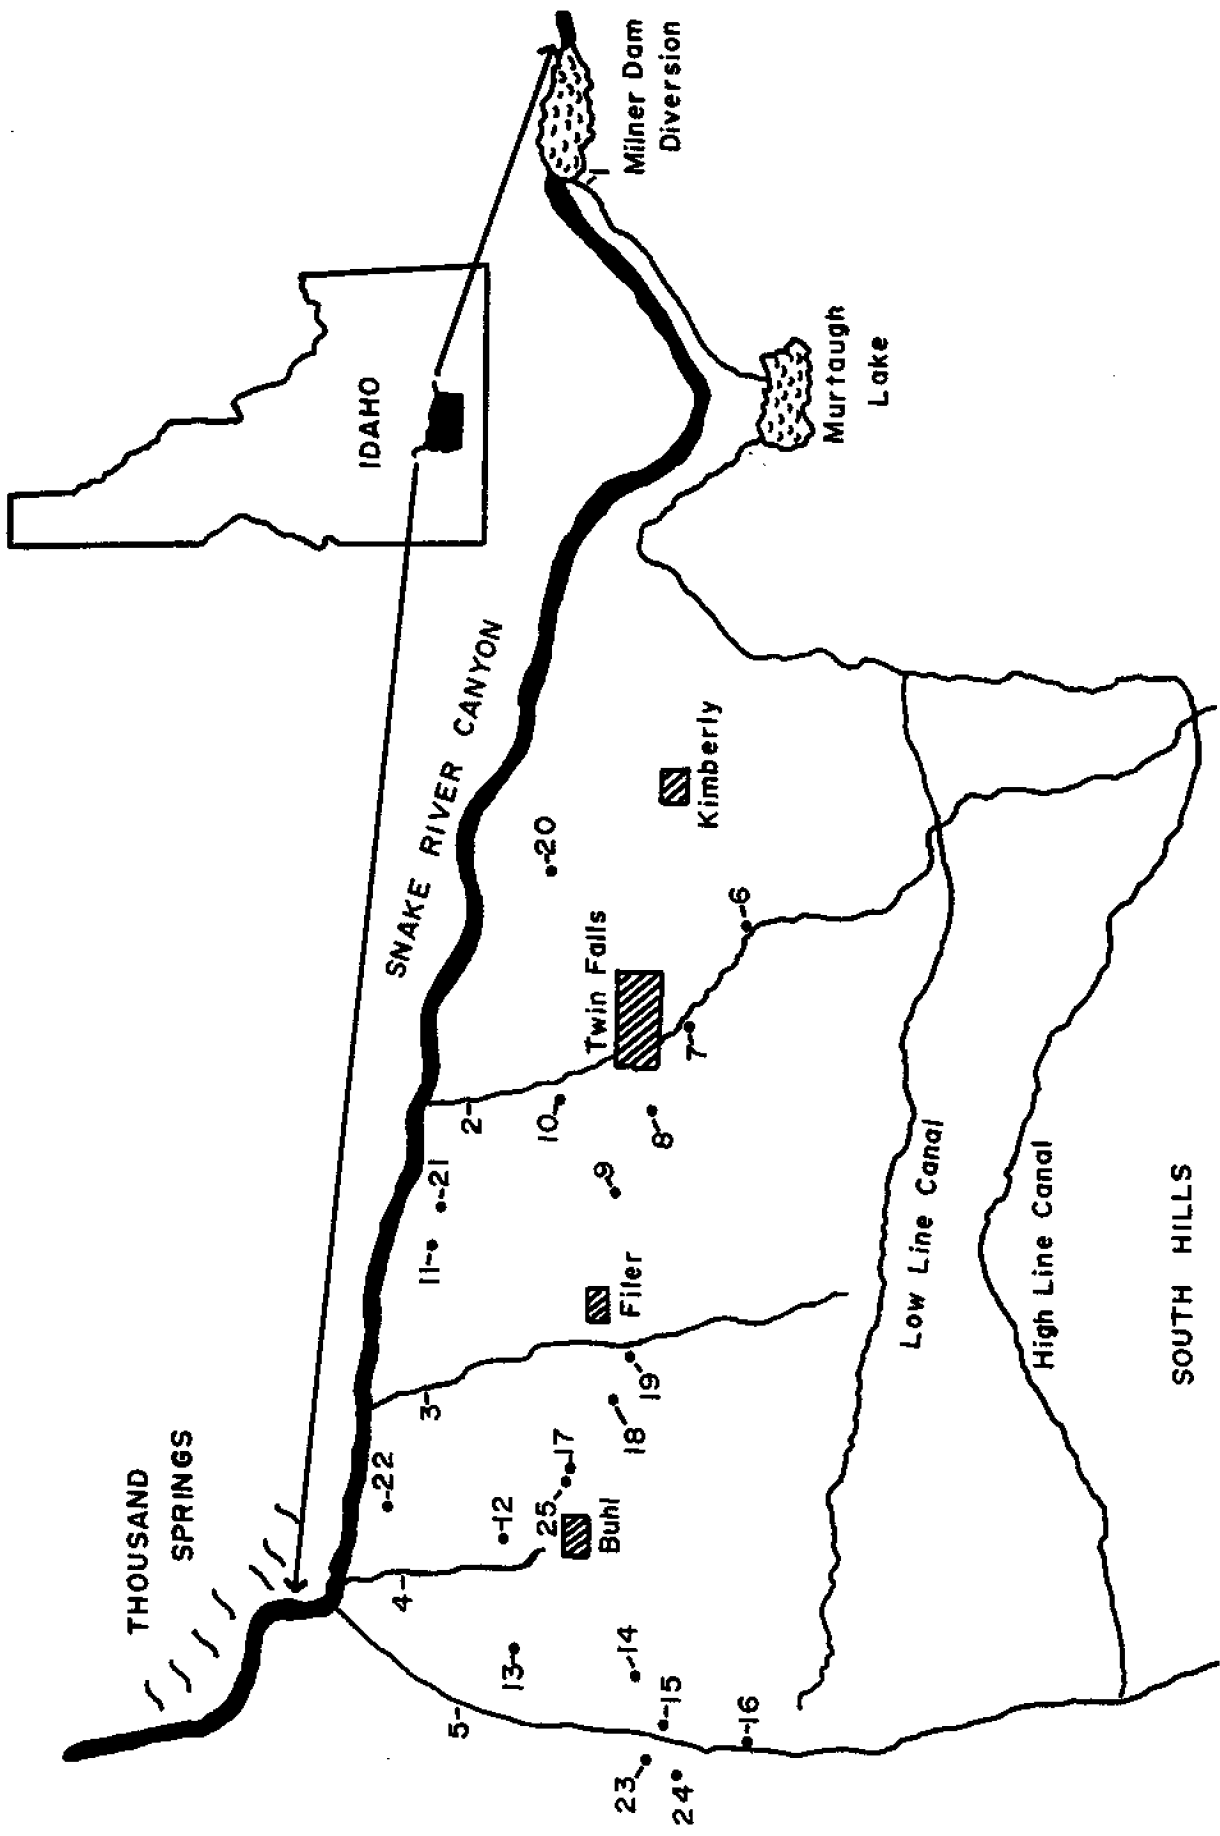 THOUSAND
SPRINGS
SNAKE RIVER CANYON
IDAHO
Milner Dam
Diversion
1
Murtaugh
Lake
22
21
20
2
3
4
5
11
10
12
13
25
17
Buhl
18
19
Filer
9
8
Twin Falls
7
6
Kimberly
14
15
16
23
24
Low Line Canal
High Line Canal
SOUTH HILLS